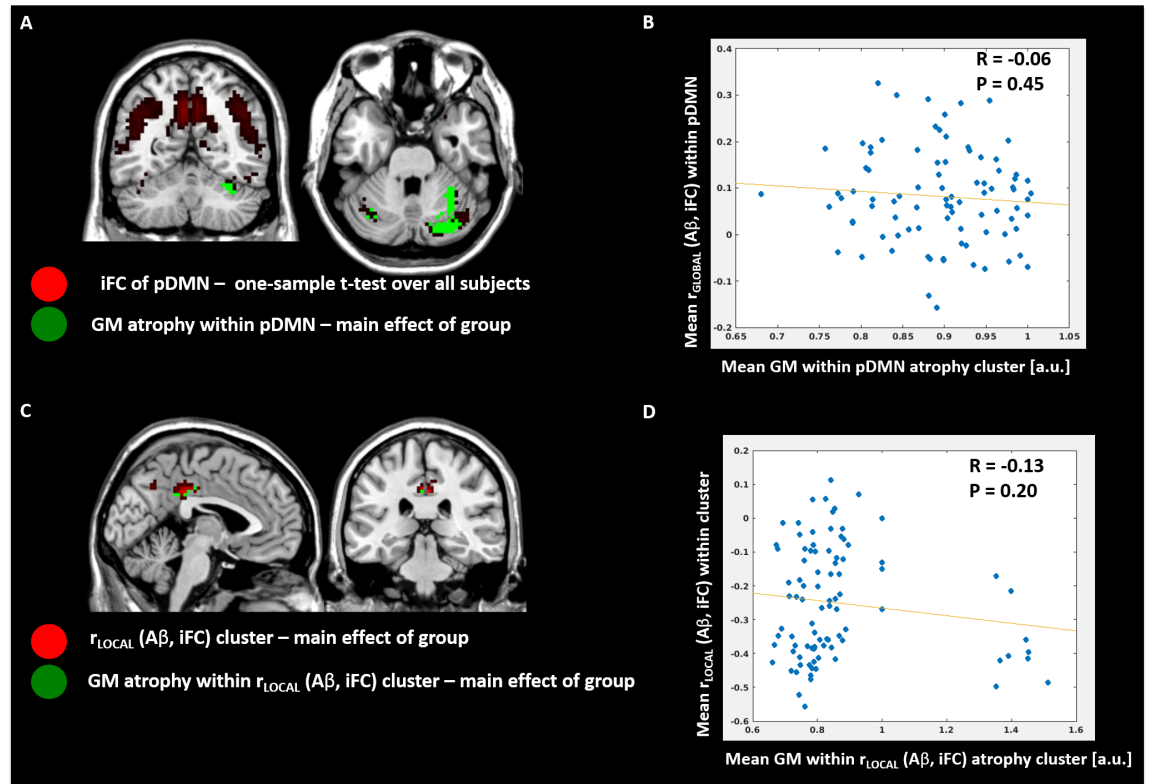 A
iFC of pDMN – one-sample t-test over all subjects
GM atrophy within pDMN – main effect of group
B
R = -0.06
P = 0.45
Mean rGLOBAL (Aβ, iFC) within pDMN
0.4
0.3
0.2
0.1
0
-0.1
-0.2
0.65 0.7 0.75 0.8 0.85 0.9 0.95 1 1.05
Mean GM within pDMN atrophy cluster [a.u.]
C
rLOCAL (Aβ, iFC) cluster – main effect of group
GM atrophy within rLOCAL (Aβ, iFC) cluster – main effect of group
D
R = -0.13
P = 0.20
Mean rLOCAL (Aβ, iFC) within cluster
0.2
0.1
0
-0.1
-0.2
-0.3
-0.4
-0.5
-0.6
0.6 0.8 1 1.2 1.4 1.6
Mean GM within rLOCAL (Aβ, iFC) atrophy cluster [a.u.]